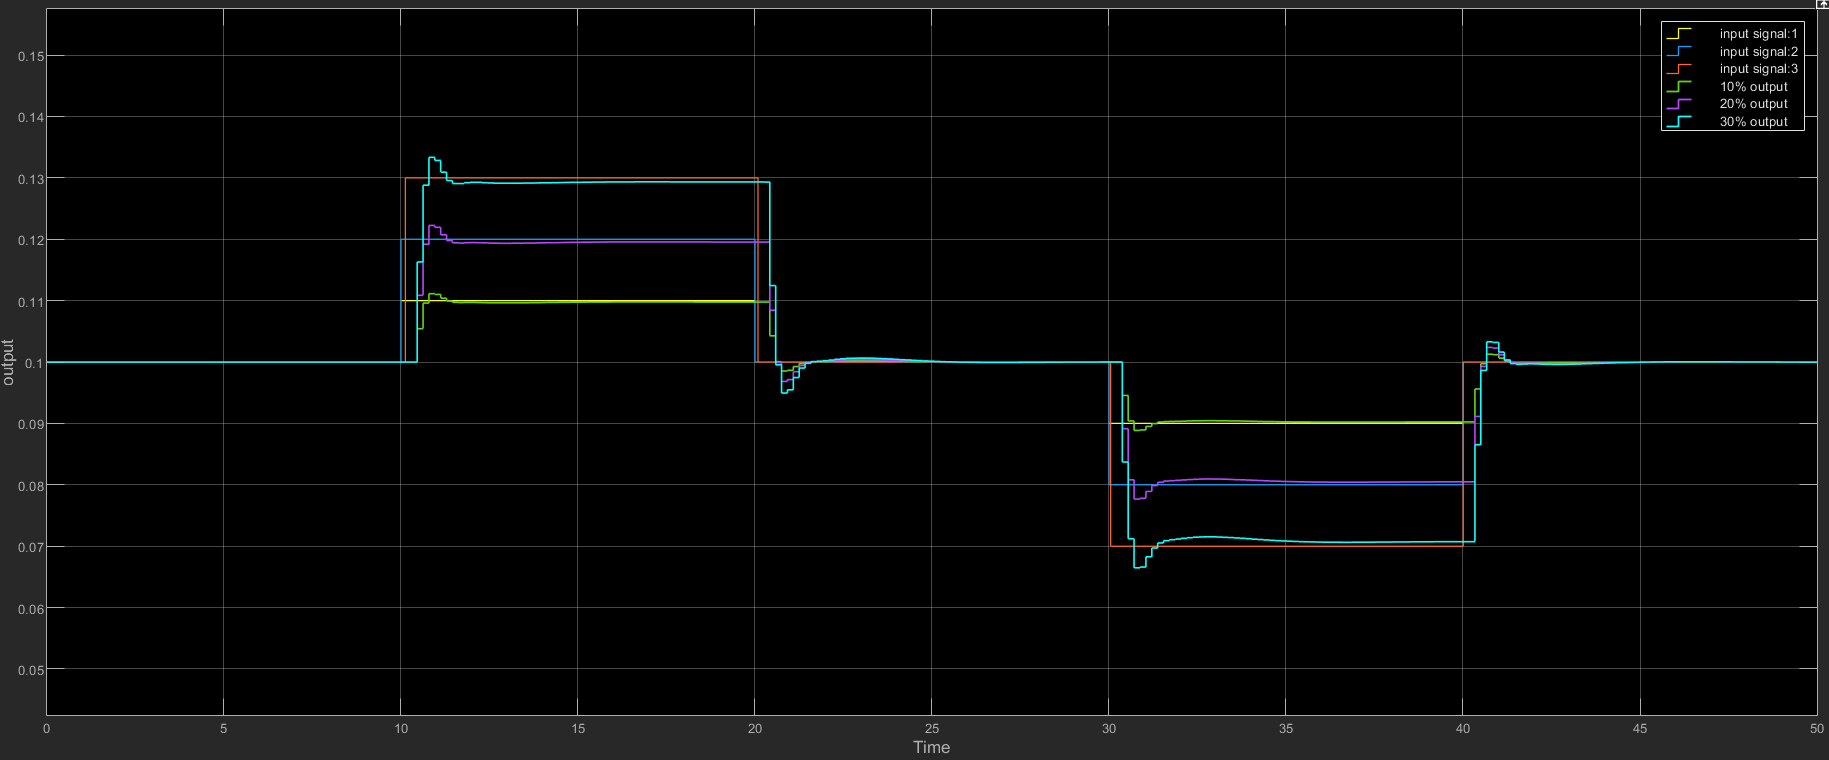 input signal:1
input signal:2
input signal:3
10% output
20% output
30% output
0.15
0.14
0.13
0.12
0.11
0.1
0.09
0.08
0.07
0.06
0.05
output
0 5 10 15 20 25 30 35 40 45 50
Time